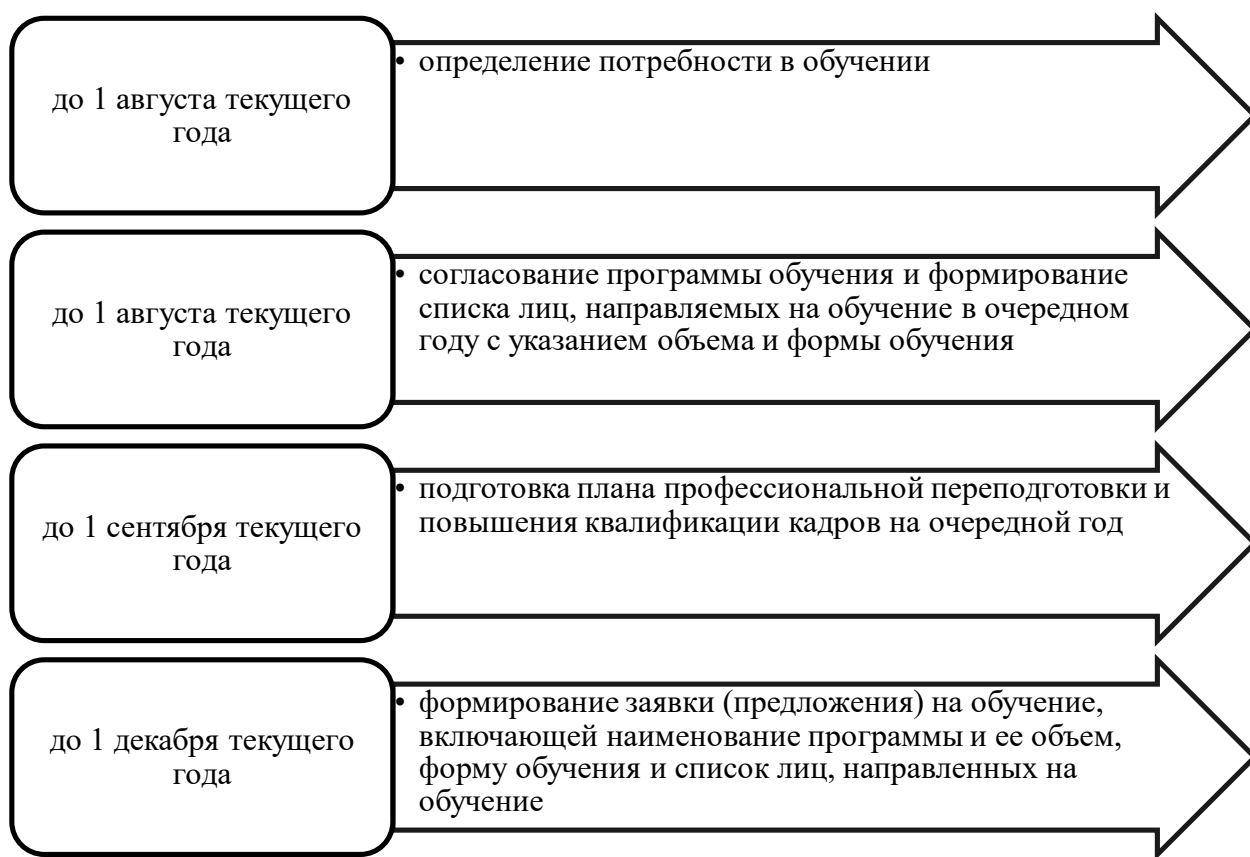 до 1 августа текущего
года
• определение потребности в обучении
до 1 августа текущего
года
• согласование программы обучения и формирование
списка лиц, направляемых на обучение в очередном
году с указанием объема и формы обучения
до 1 сентября текущего
года
• подготовка плана профессиональной переподготовки и
повышения квалификации кадров на очередной год
до 1 декабря текущего
года
• формирование заявки (предложения) на обучение,
включающей наименование программы и ее объем,
форму обучения и список лиц, направленных на
обучение